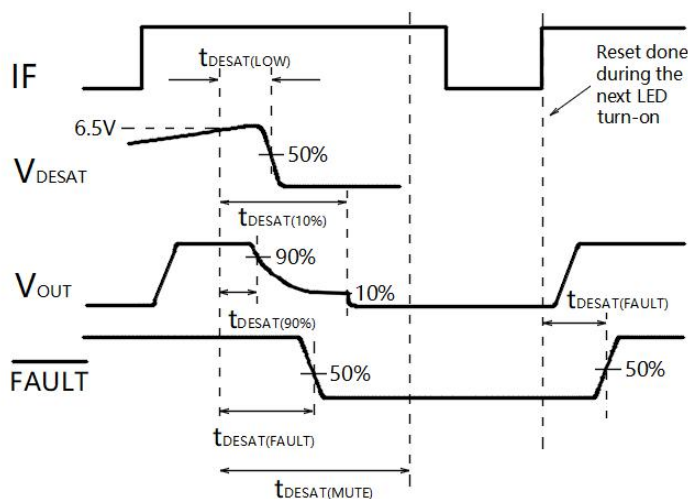 tDESAT(LOW)
Reset done
during the
next LED
turn-on
IF
6.5V
50%
VDESAT
tDESAT(10%)
90%
VOUT
10%
tDESAT(90%)
tDESAT(FAULT)
FAULT
50%
50%
tDESAT(FAULT)
tDESAT(MUTE)